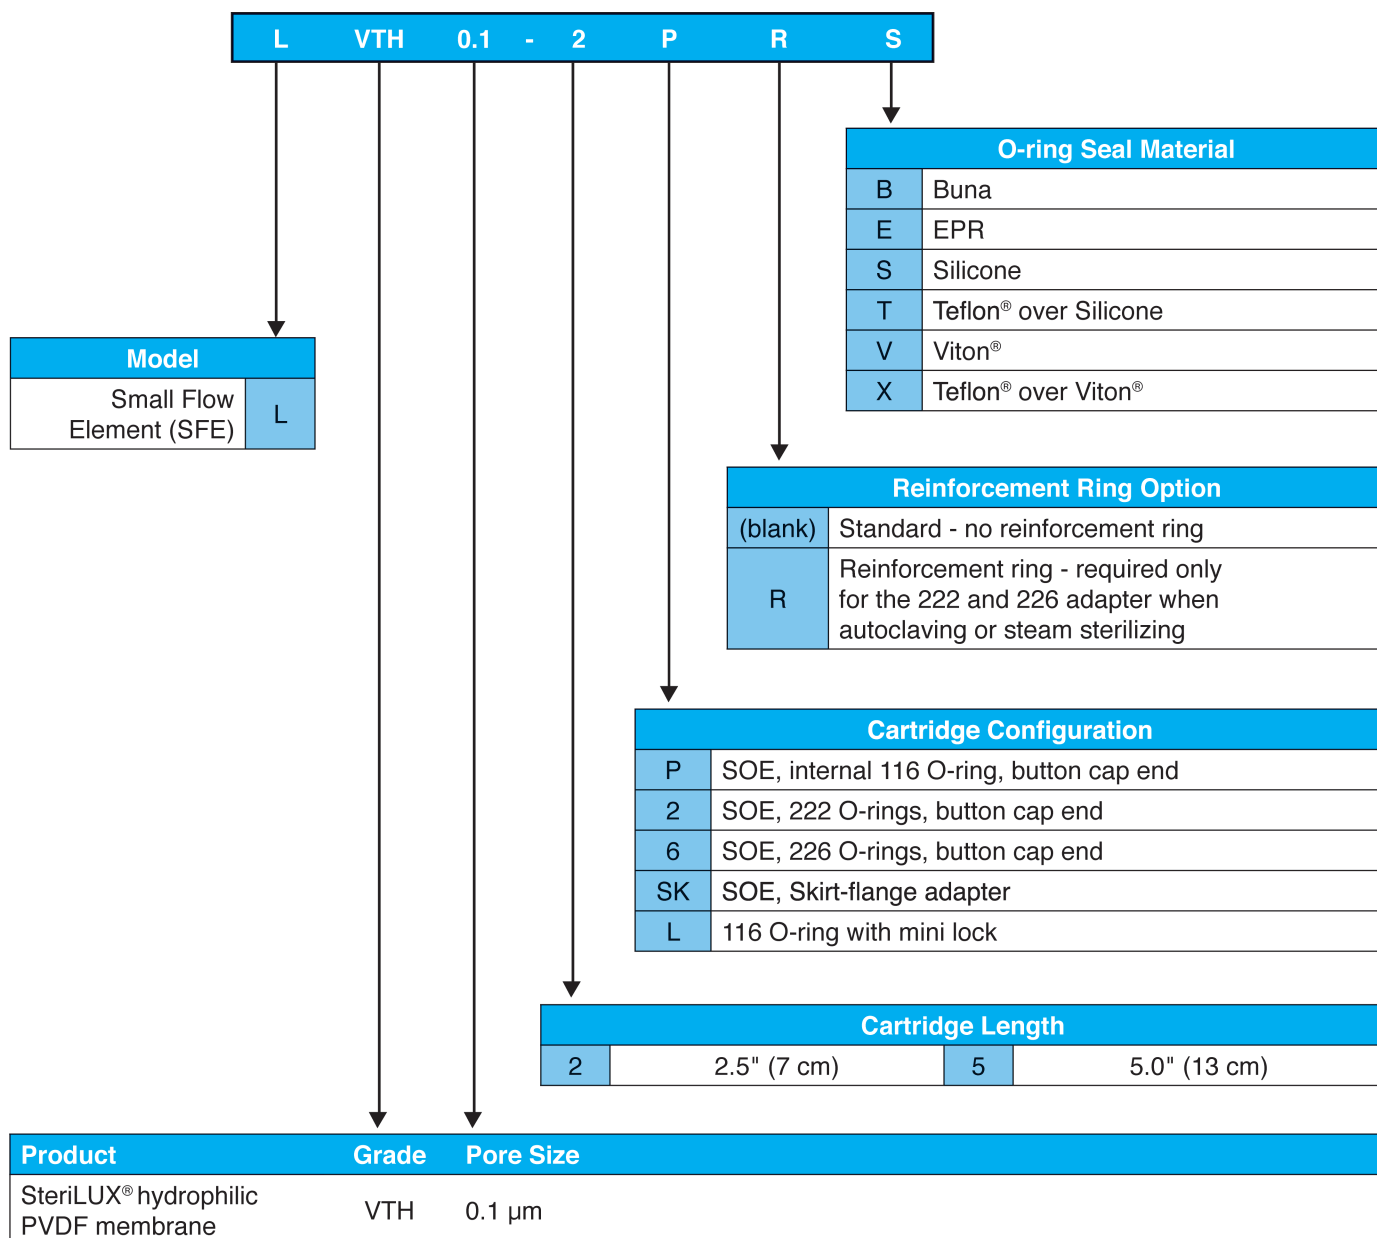 L VTH 0.1 - 2 P R S
O-ring Seal Material
B Buna
E EPR
S Silicone
T Teflon® over Silicone
V Viton®
X Teflon® over Viton®
Model
Small Flow
Element (SFE)
L
Reinforcement Ring Option
(blank) Standard - no reinforcement ring
Reinforcement ring - required only
R for the 222 and 226 adapter when
autoclaving or steam sterilizing
Cartridge Configuration
P SOE, internal 116 O-ring, button cap end
2 SOE, 222 O-rings, button cap end
6 SOE, 226 O-rings, button cap end
SK SOE, Skirt-flange adapter
L 116 O-ring with mini lock
Cartridge Length
2 2.5" (7 cm) 5 5.0" (13 cm)
Product Grade Pore Size
SteriLUX® hydrophilic
PVDF membrane
VTH 0.1 µm